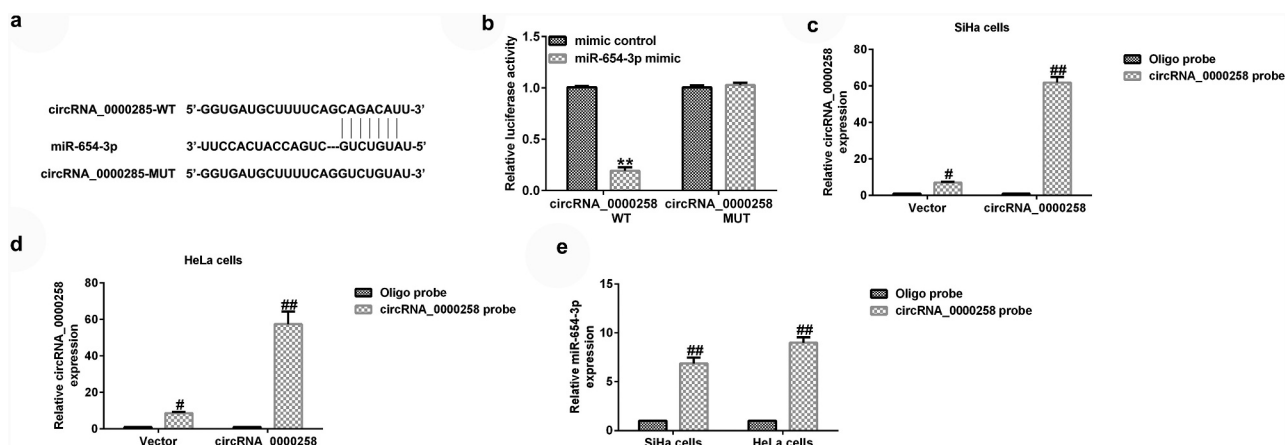 a
circRNA_0000285-WT 5’-GGUGAUGCUUUUCAGCAGACAUU-3’
miR-654-3p 3’-UUCCACUACCAGUC---GUCUGUAU-5’
circRNA_0000285-MUT 5’-GGUGAUGCUUUUCAGGUCUGUAU-3’
b
Relative luciferase activity
1.5
1.0
0.5
0.0
mimic control
miR-654-3p mimic
**
circRNA_0000258
WT
circRNA_0000258
MUT
c
SiHa cells
Relative circRNA_0000258
expression
80
60
40
20
0
#
##
Vector
circRNA_0000258
Oligo probe
circRNA_0000258 probe
d
HeLa cells
Relative circRNA_0000258
expression
80
60
40
20
0
#
##
Vector
circRNA_0000258
Oligo probe
circRNA_0000258 probe
e
Relative miR-654-3p
expression
15
10
5
0
##
##
SiHa cells
HeLa cells
Oligo probe
circRNA_0000258 probe